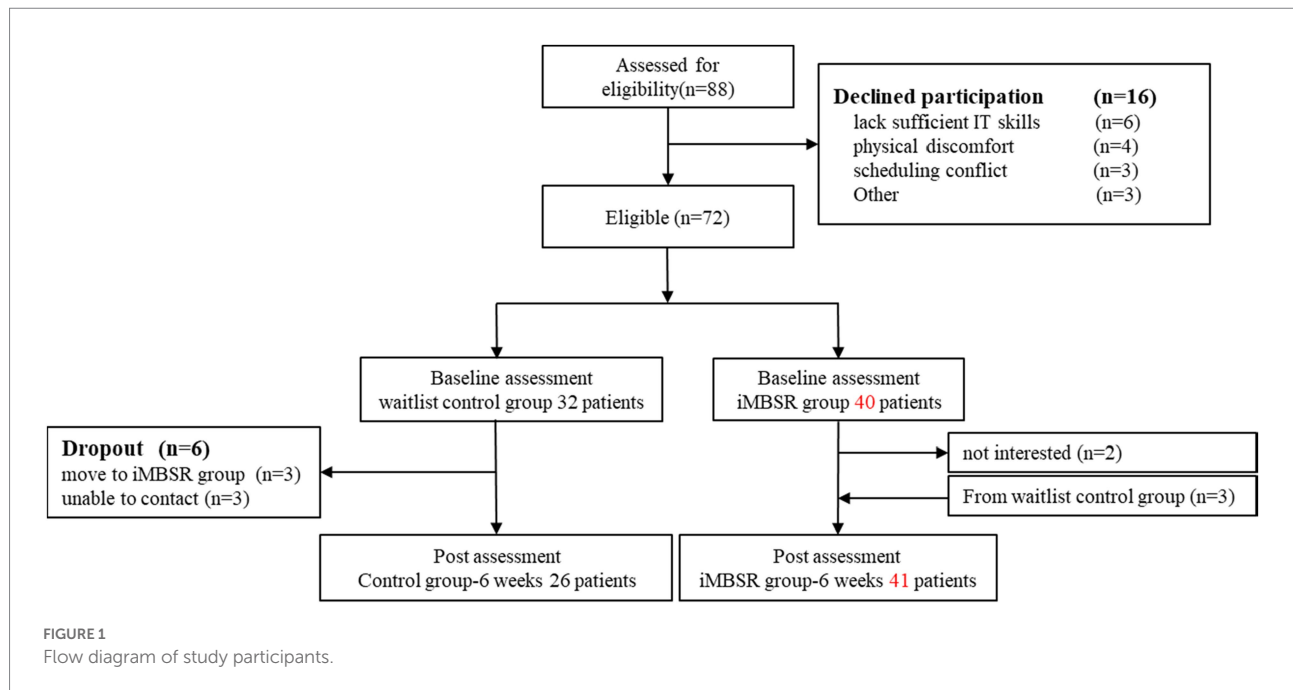 Assessed for
eligibility(n=88)
Declined participation (n=16)
lack sufficient IT skills (n=6)
physical discomfort (n=4)
scheduling conflict (n=3)
Other (n=3)
Eligible (n=72)
Baseline assessment
waitlist control group 32 patients
Baseline assessment
iMBSR group 40 patients
Dropout (n=6)
move to iMBSR group (n=3)
unable to contact (n=3)
not interested (n=2)
From waitlist control group (n=3)
Post assessment
Control group-6 weeks 26 patients
Post assessment
iMBSR group-6 weeks 41 patients
FIGURE 1
Flow diagram of study participants.